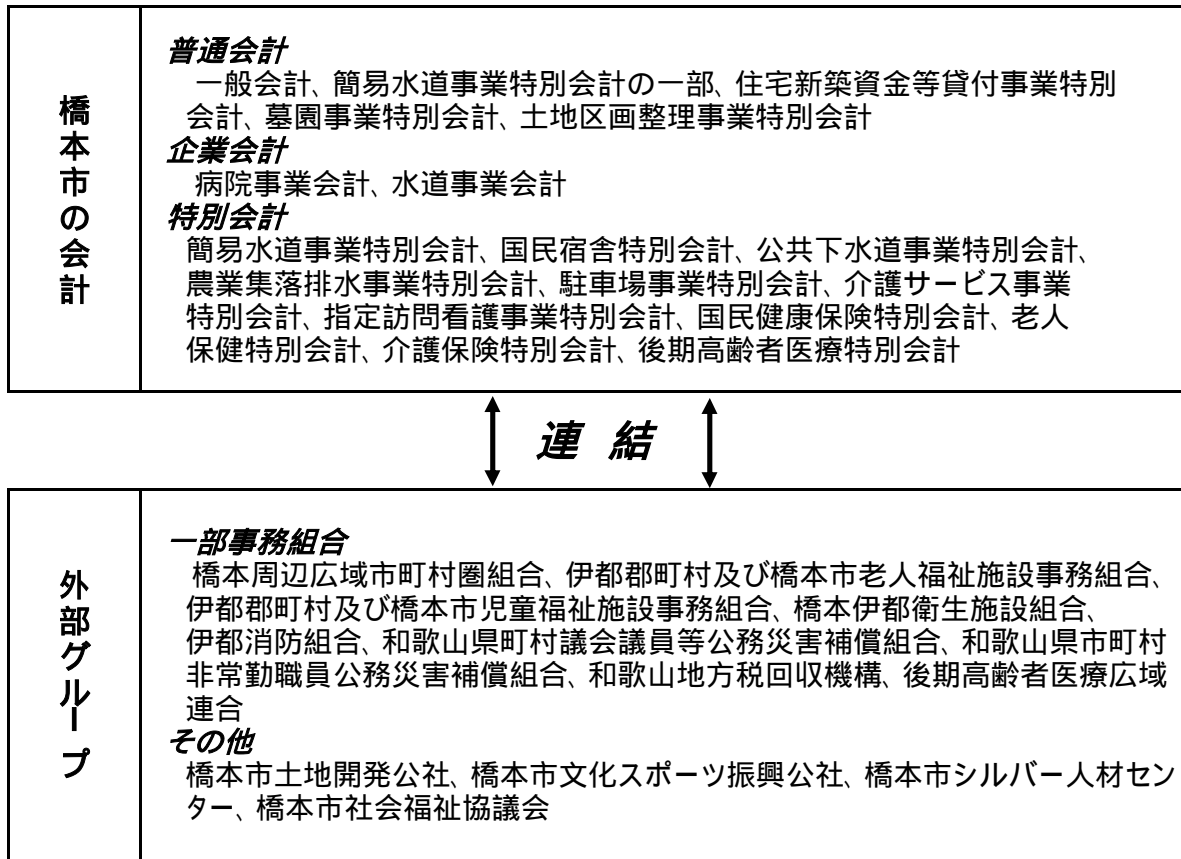 橋本市の会計
普通会計
一般会計、簡易水道事業特別会計の一部、住宅新築資金等貸付事業特別
会計、墓園事業特別会計、土地区画整理事業特別会計
企業会計
病院事業会計、水道事業会計
特別会計
簡易水道事業特別会計、国民宿舎特別会計、公共下水道事業特別会計、
農業集落排水事業特別会計、駐車場事業特別会計、介護サービス事業
特別会計、指定訪問看護事業特別会計、国民健康保険特別会計、老人
保健特別会計、介護保険特別会計、後期高齢者医療特別会計
連 結
外部グループ
一部事務組合
橋本周辺広域市町村圏組合、伊都郡町村及び橋本市老人福祉施設事務組合、
伊都郡町村及び橋本市児童福祉施設事務組合、橋本伊都衛生施設組合、
伊都消防組合、和歌山県町村議会議員等公務災害補償組合、和歌山県市町村
非常勤職員公務災害補償組合、和歌山地方税回収機構、後期高齢者医療広域
連合
その他
橋本市土地開発公社、橋本市文化スポーツ振興公社、橋本市シルバー人材セン
ター、橋本市社会福祉協議会